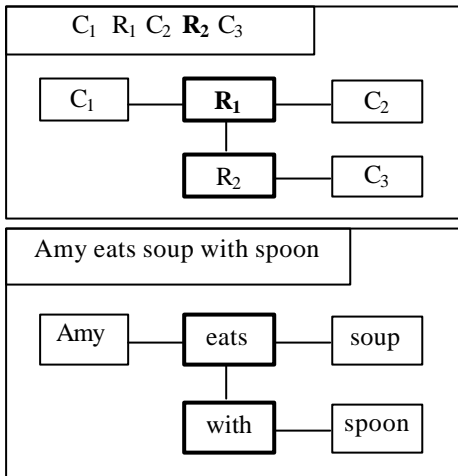 C₁ R₁ C₂ R₂ C₃
C₁ R₁ C₂
R₂ C₃
Amy eats soup with spoon
Amy eats soup
with spoon